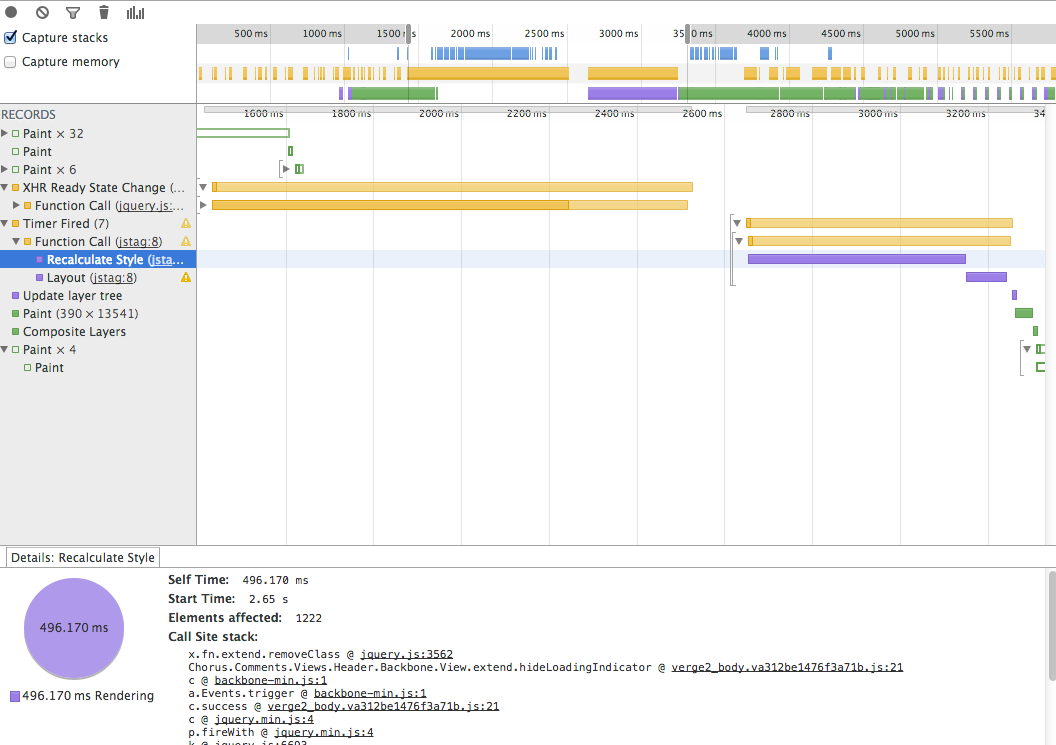 Capture stacks
Capture memory
500 ms 1000 ms 1500 2000 ms 2500 ms 3000 ms ms 4000 ms 4500 ms 5000 ms 5500 ms
RECORDS
1600 ms 1800 ms 2000 ms 2200 ms 2400 ms 2600 ms 2800 ms 3000 ms 3200 ms 34
Paint × 32
Paint
Paint × 6
XHR Ready State Change (...
Function Call (jquery.js:...
Timer Fired (7)
Function Call (jstag:8)
Recalculate Style (jsta...
Layout (jstag:8)
Update layer tree
Paint (390 × 13541)
Composite Layers
Paint × 4
Paint
Details: Recalculate Style
496.170 ms
496.170 ms Rendering
Self Time: 496.170 ms
Start Time: 2.65 s
Elements affected: 1222
Call Site stack:
x.fn.extend.removeClass @ jquery.js:3562
Chorus.Comments.Views.Header.Backbone.View.extend.hideLoadingIndicator @ verge2_body.va312be1476f3a71b.js:21
c @ backbone-min.js:1
a.Events.trigger @ backbone-min.js:1
c.success @ verge2_body.va312be1476f3a71b.js:21
c @ jquery.min.js:4
p.fireWith @ jquery.min.js:4